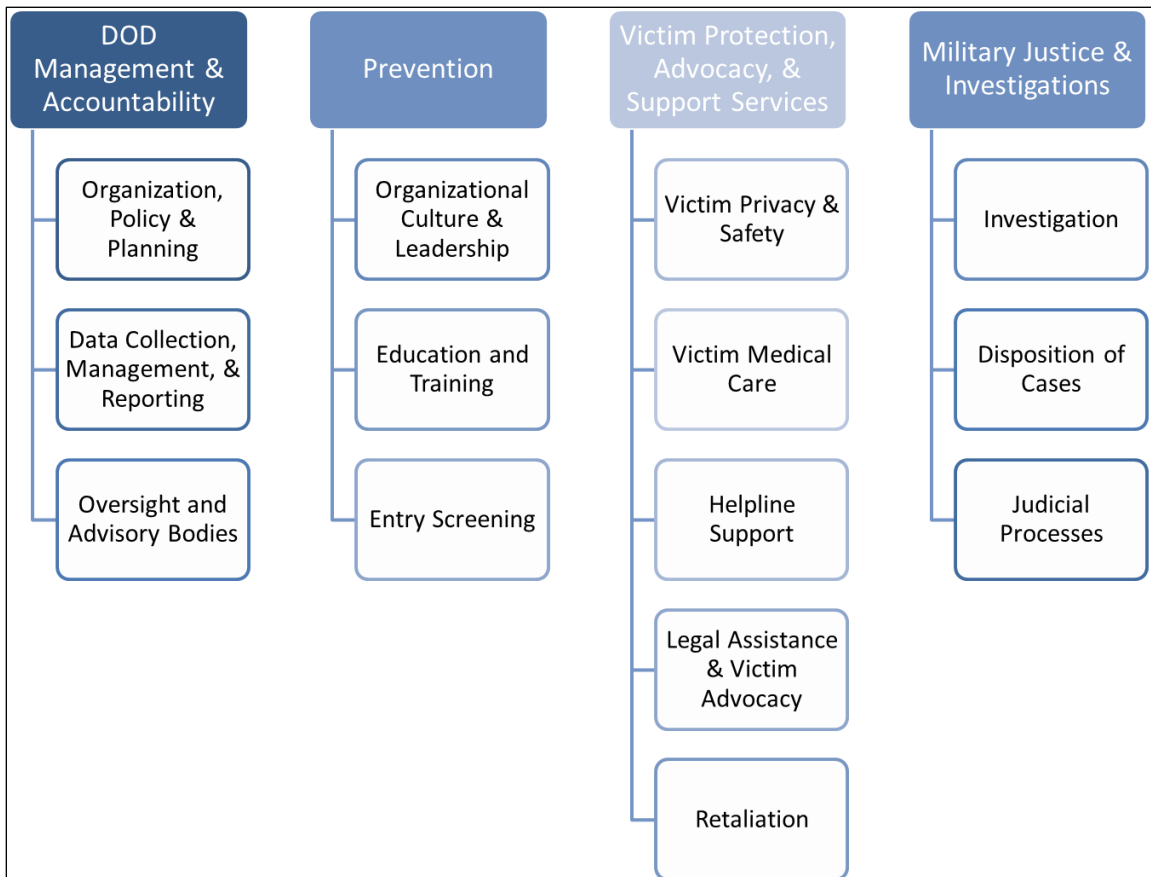 DOD
Management &
Accountability
Organization,
Policy &
Planning
Data Collection,
Management, &
Reporting
Oversight and
Advisory Bodies
Prevention
Organizational
Culture &
Leadership
Education and
Training
Entry Screening
Victim Protection,
Advocacy, &
Support Services
Victim Privacy &
Safety
Victim Medical
Care
Helpline
Support
Legal Assistance
& Victim
Advocacy
Retaliation
Military Justice &
Investigations
Investigation
Disposition of
Cases
Judicial
Processes